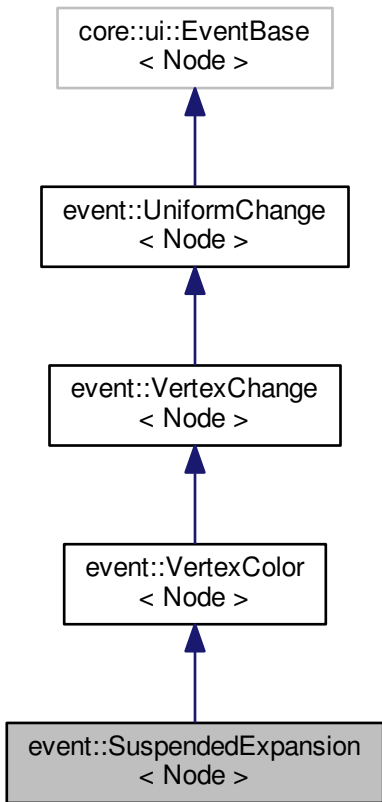 core::ui::EventBase
< Node >
event::UniformChange
< Node >
event::VertexChange
< Node >
event::VertexColor
< Node >
event::SuspendedExpansion
< Node >